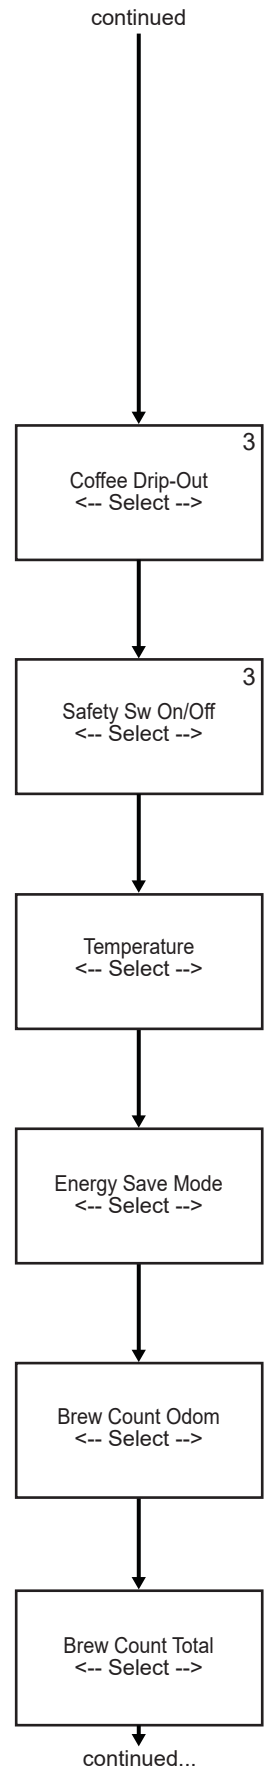 continued
3
Coffee Drip-Out
<-- Select -->
3
Safety Sw On/Off
<-- Select -->
Temperature
<-- Select -->
Energy Save Mode
<-- Select -->
Brew Count Odom
<-- Select -->
Brew Count Total
<-- Select -->
continued...